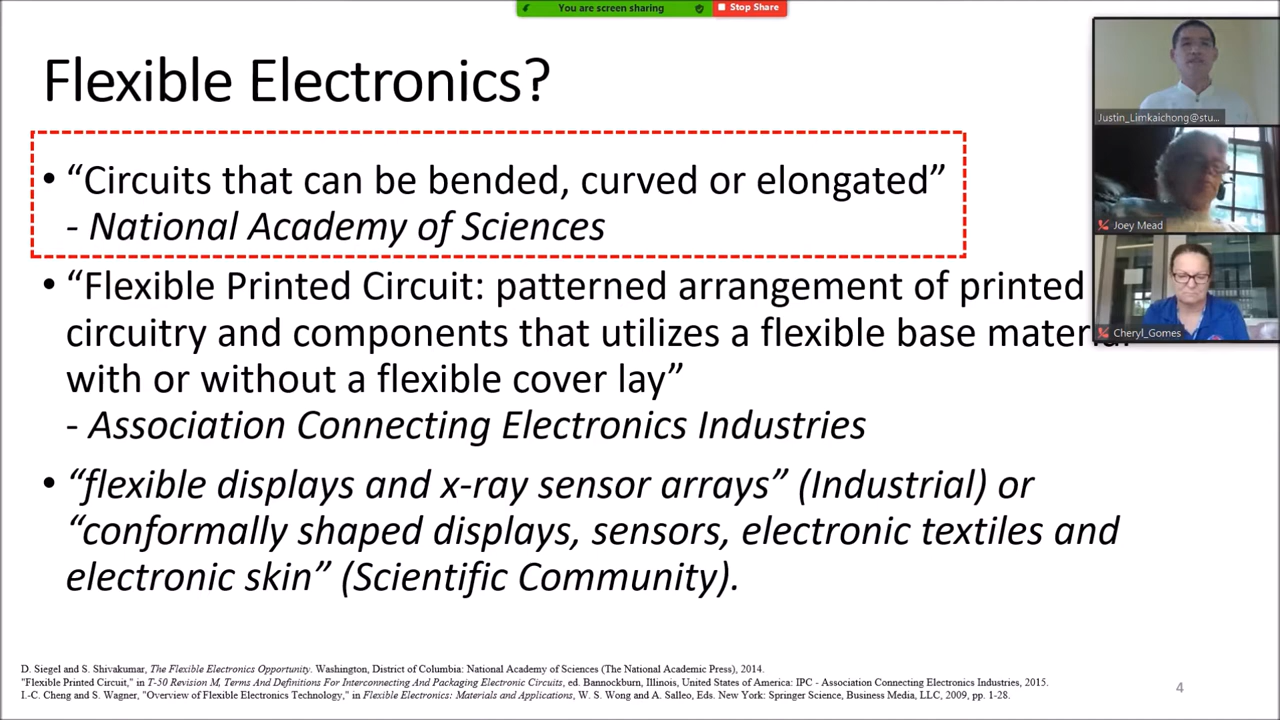 You are screen sharing
Stop Share
Flexible Electronics?
• “Circuits that can be bended, curved or elongated”
- National Academy of Sciences
• “Flexible Printed Circuit: patterned arrangement of printed
circuitry and components that utilizes a flexible base material
with or without a flexible cover lay”
- Association Connecting Electronics Industries
• “flexible displays and x-ray sensor arrays” (Industrial) or
“conformally shaped displays, sensors, electronic textiles and
electronic skin” (Scientific Community).
D. Siegel and S. Shivakumar, The Flexible Electronics Opportunity. Washington, District of Columbia: National Academy of Sciences (The National Academic Press), 2014.
"Flexible Printed Circuit," in T-50 Revision M, Terms And Definitions For Interconnecting And Packaging Electronic Circuits, ed. Bannockburn, Illinois, United States of America: IPC - Association Connecting Electronics Industries, 2015.
I.-C. Cheng and S. Wagner, "Overview of Flexible Electronics Technology," in Flexible Electronics: Materials and Applications, W. S. Wong and A. Salleo, Eds. New York: Springer Science, Business Media, LLC, 2009, pp. 1-28.
4
Justin_Limkaichong@stu...
Joey Mead
Cheryl_Gomes